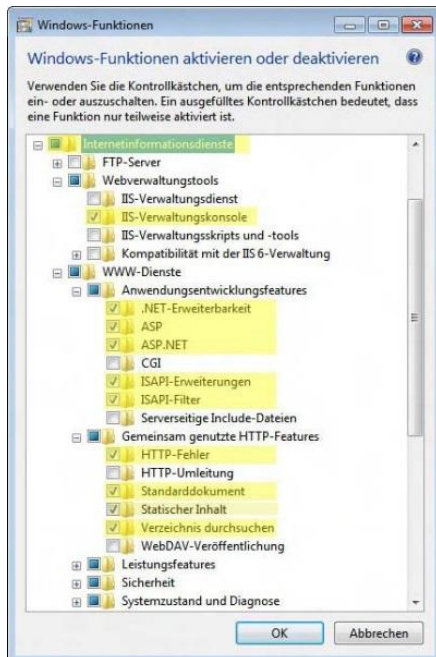 Windows-Funktionen
Windows-Funktionen aktivieren oder deaktivieren
Verwenden Sie die Kontrollkästchen, um die entsprechenden Funktionen
ein- oder auszuschalten. Ein ausgefülltes Kontrollkästchen bedeutet, dass
eine Funktion nur teilweise aktiviert ist.
Internetinformationsdienste
FTP-Server
Webverwaltungstools
IIS-Verwaltungsdienst
IIS-Verwaltungskonsole
IIS-Verwaltungsskripts und -tools
Kompatibilität mit der IIS 6-Verwaltung
WWW-Dienste
Anwendungsentwicklungsfeatures
.NET-Erweiterbarkeit
ASP
ASP.NET
CGI
ISAPI-Erweiterungen
ISAPI-Filter
Serverseitige Include-Dateien
Gemeinsam genutzte HTTP-Features
HTTP-Fehler
HTTP-Umleitung
Standarddokument
Statischer Inhalt
Verzeichnis durchsuchen
WebDAV-Veröffentlichung
Leistungsfeatures
Sicherheit
Systemzustand und Diagnose
OK Abbrechen